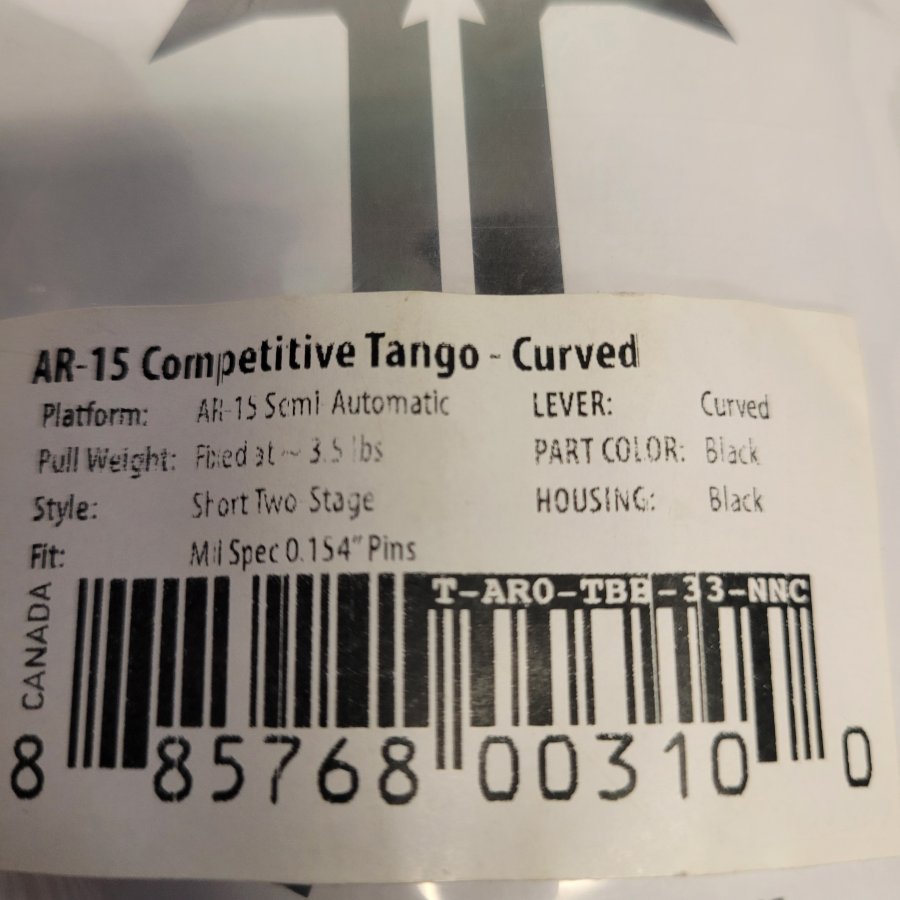 AR-15 Competitive Tango - Curved
Platform: AR-15 Semi-Automatic LEVER: Curved
Pull Weight: Fixed at ~ 3.5 lbs PART COLOR: Black
Style: Short Two-Stage HOUSING: Black
Fit: Mil Spec 0.154" Pins
CANADA
T-AR0-TBB-33-NNC
8 85768 00310 0